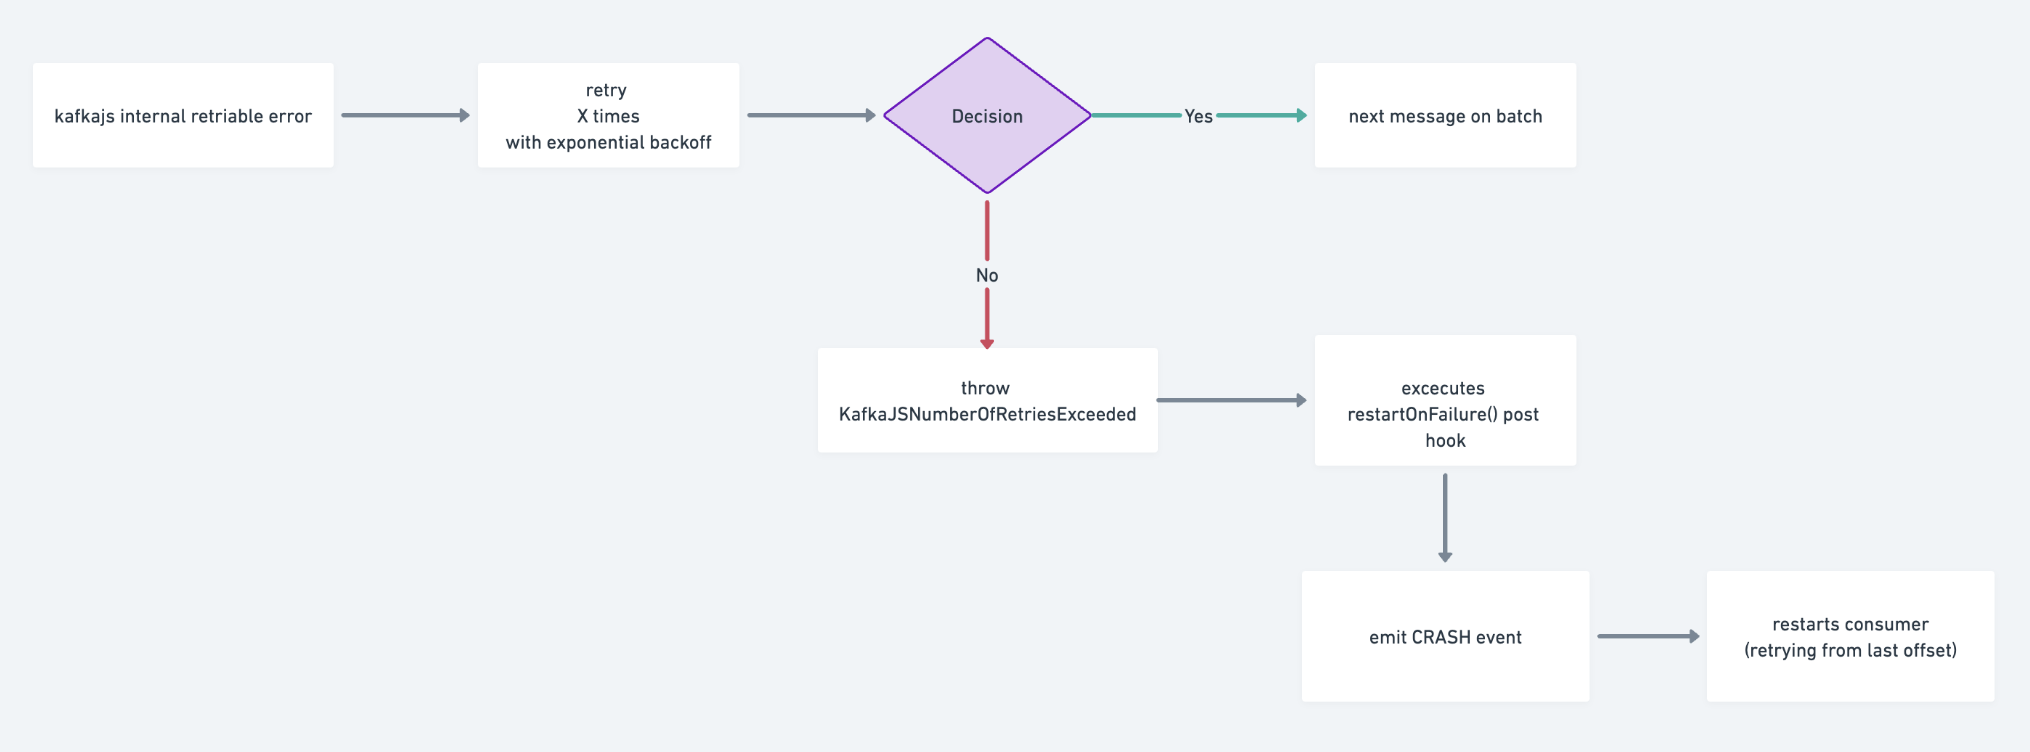 kafkajs internal retriable error
retry
X times
with exponential backoff
Decision
Yes
next message on batch
No
throw
KafkaJSNumberOfRetriesExceeded
excecutes
restartOnFailure() post
hook
emit CRASH event
restarts consumer
(retrying from last offset)